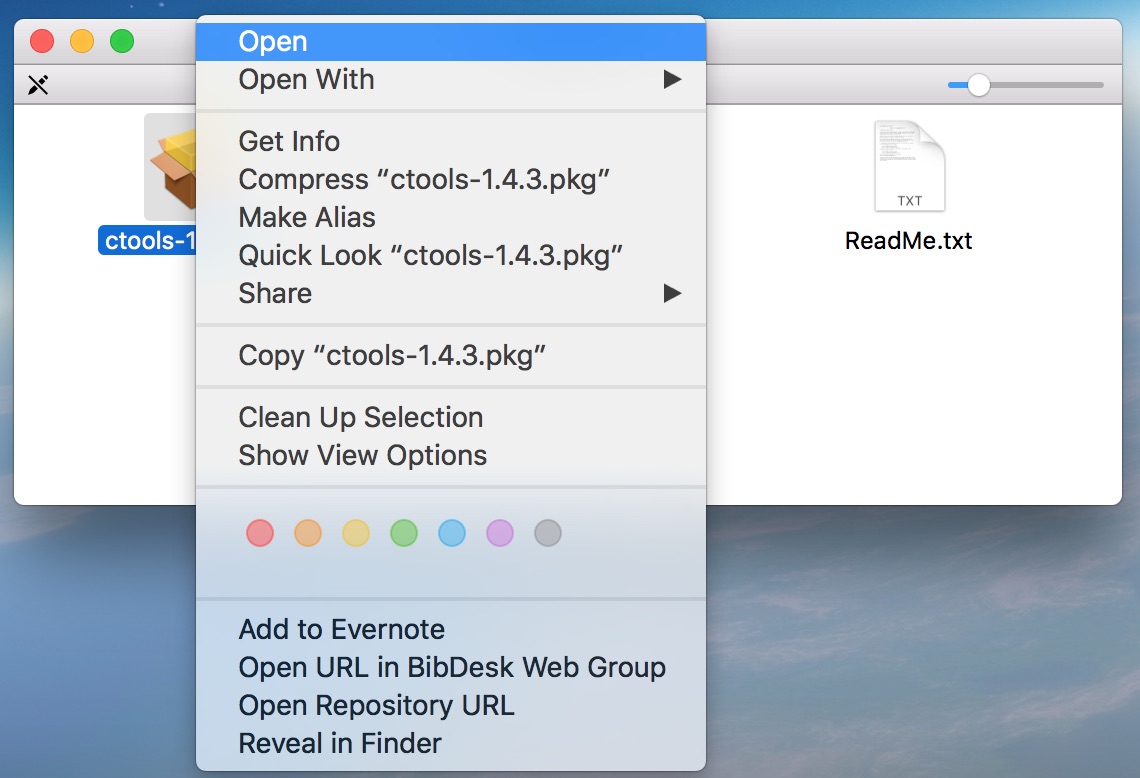 Open
Open With
Get Info
Compress “ctools-1.4.3.pkg”
Make Alias
Quick Look “ctools-1.4.3.pkg”
Share
Copy “ctools-1.4.3.pkg”
Clean Up Selection
Show View Options
Add to Evernote
Open URL in BibDesk Web Group
Open Repository URL
Reveal in Finder
ctools-1
TXT
ReadMe.txt